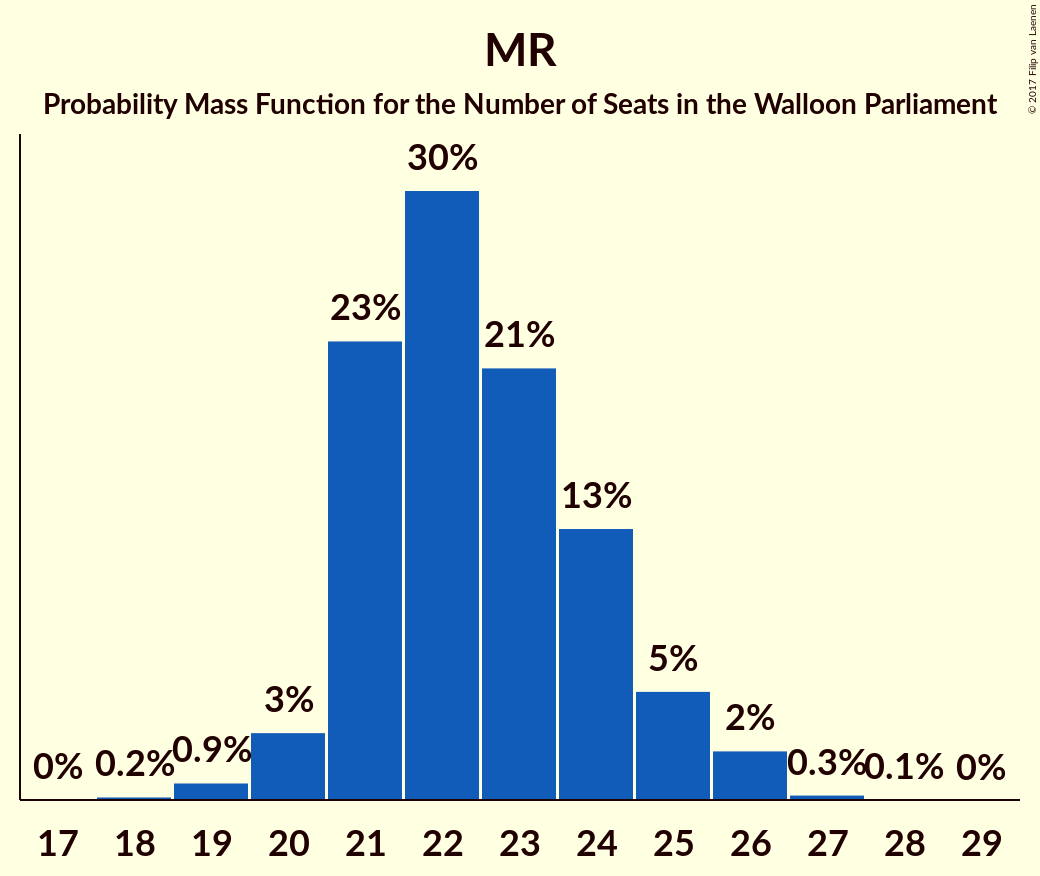 MR
Probability Mass Function for the Number of Seats in the Walloon Parliament
© 2017 Filip van Laenen
30%
23%
21%
13%
5%
3%
2%
0.9%
0% 0.2% 0.3% 0.1% 0%
17 18 19 20 21 22 23 24 25 26 27 28 29